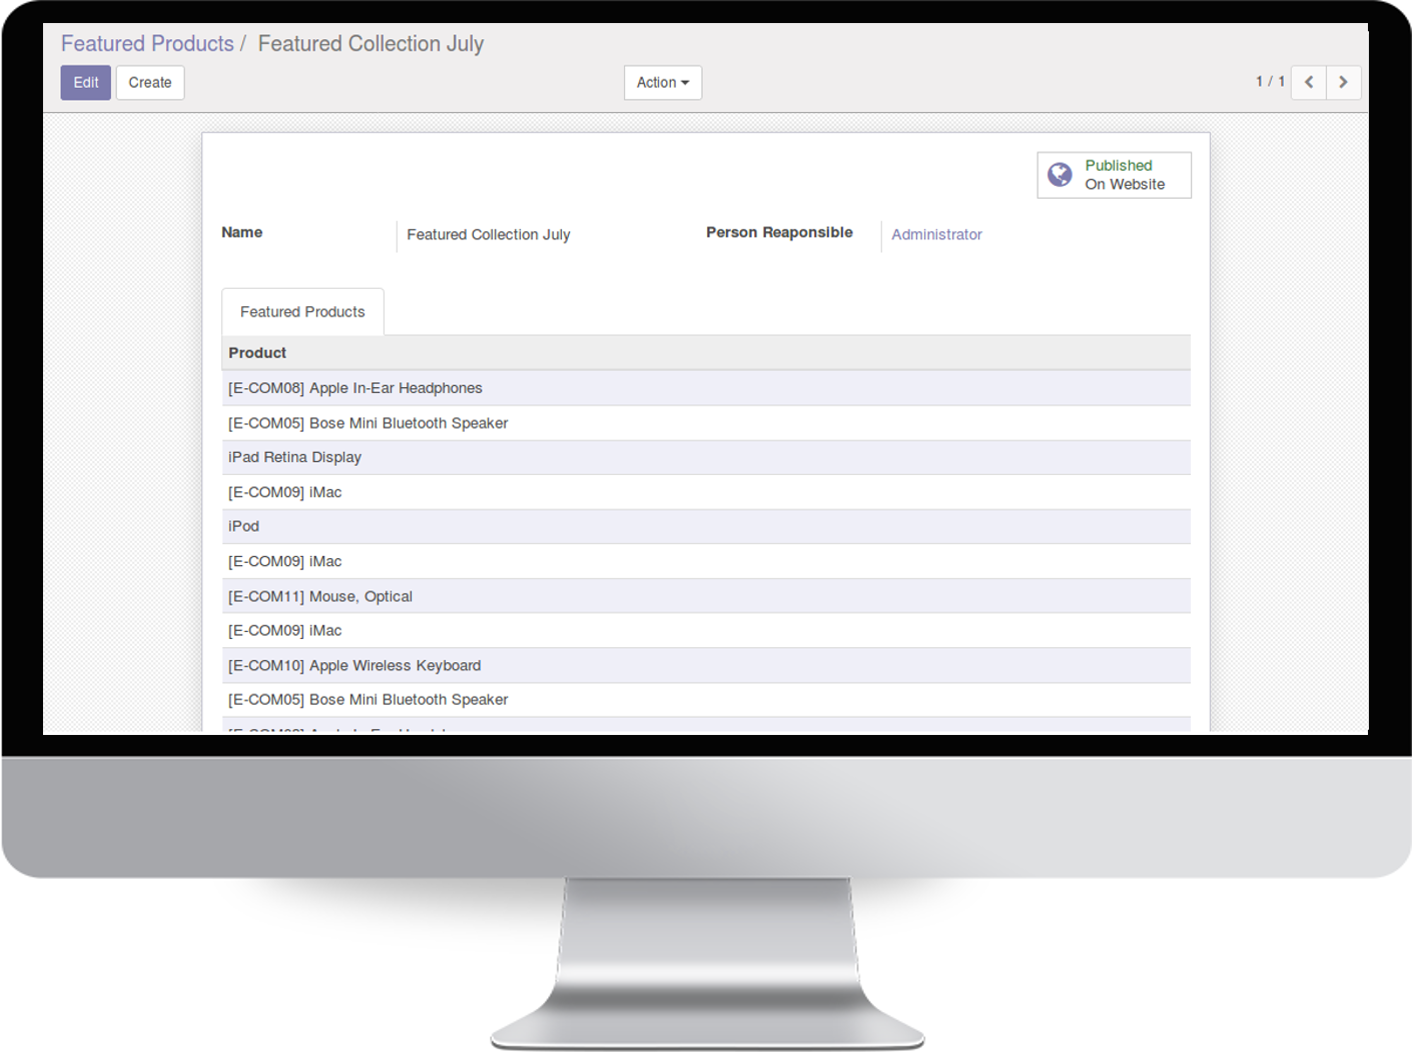 Featured Products / Featured Collection July
Edit Create Action 1 / 1
Published
On Website
Name Featured Collection July Person Reaponsible Administrator
Featured Products
Product
[E-COM08] Apple In-Ear Headphones
[E-COM05] Bose Mini Bluetooth Speaker
iPad Retina Display
[E-COM09] iMac
iPod
[E-COM09] iMac
[E-COM11] Mouse, Optical
[E-COM09] iMac
[E-COM10] Apple Wireless Keyboard
[E-COM05] Bose Mini Bluetooth Speaker